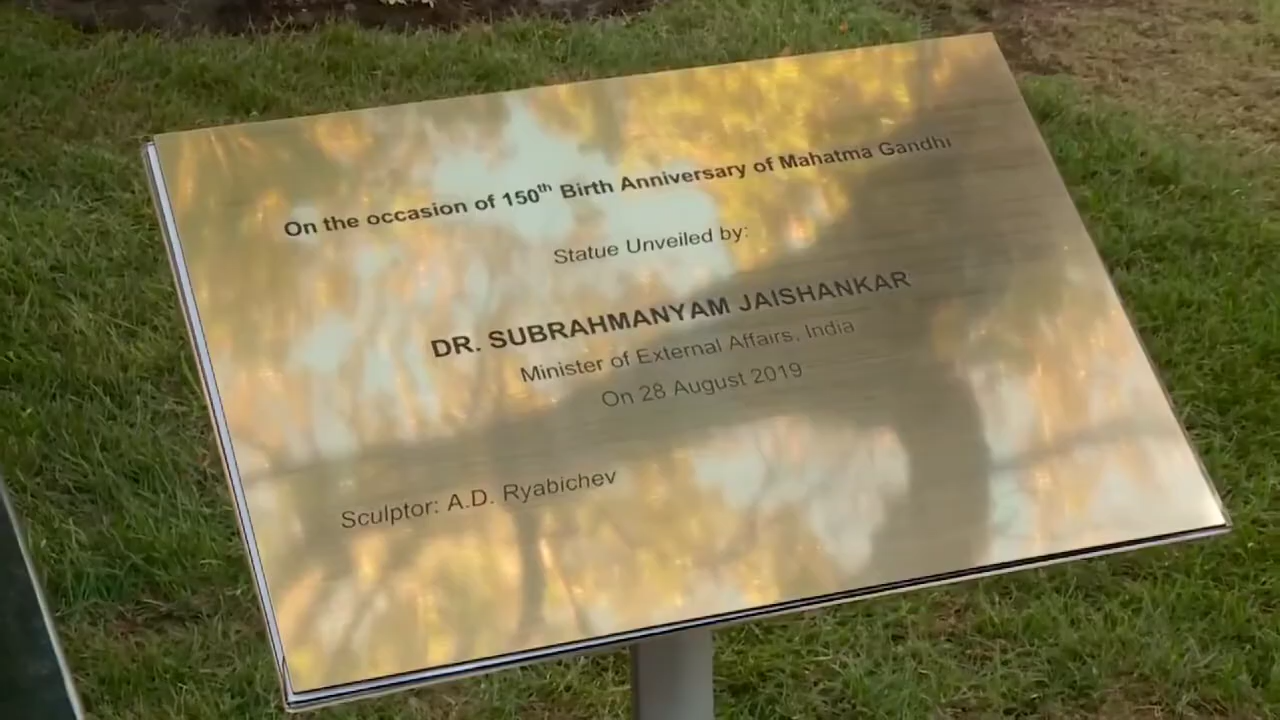 On the occasion of 150th Birth Anniversary of Mahatma Gandhi
Statue Unveiled by:
DR. SUBRAHMANYAM JAISHANKAR
Minister of External Affairs, India
On 28 August 2019
Sculptor: A.D. Ryabichev